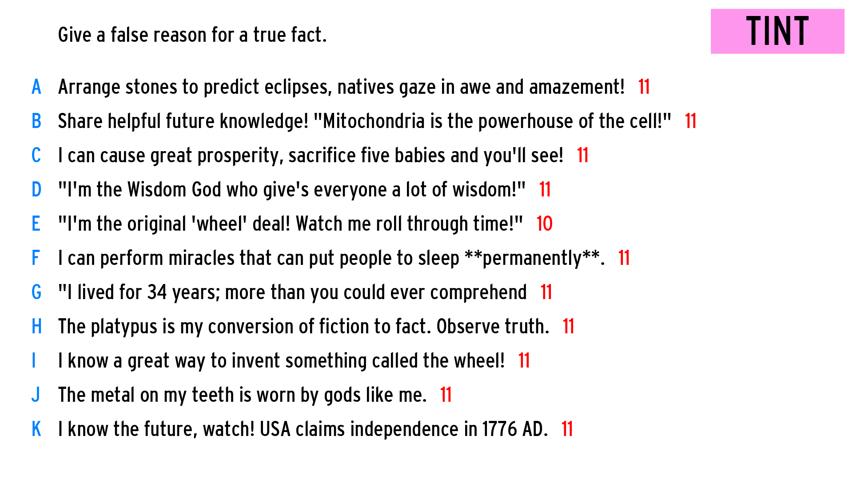 Give a false reason for a true fact.
TINT
A Arrange stones to predict eclipses, natives gaze in awe and amazement! 11
B Share helpful future knowledge! "Mitochondria is the powerhouse of the cell!" 11
C I can cause great prosperity, sacrifice five babies and you'll see! 11
D "I'm the Wisdom God who give's everyone a lot of wisdom!" 11
E "I'm the original 'wheel' deal! Watch me roll through time!" 10
F I can perform miracles that can put people to sleep **permanently**. 11
G "I lived for 34 years; more than you could ever comprehend 11
H The platypus is my conversion of fiction to fact. Observe truth. 11
I I know a great way to invent something called the wheel! 11
J The metal on my teeth is worn by gods like me. 11
K I know the future, watch! USA claims independence in 1776 AD. 11